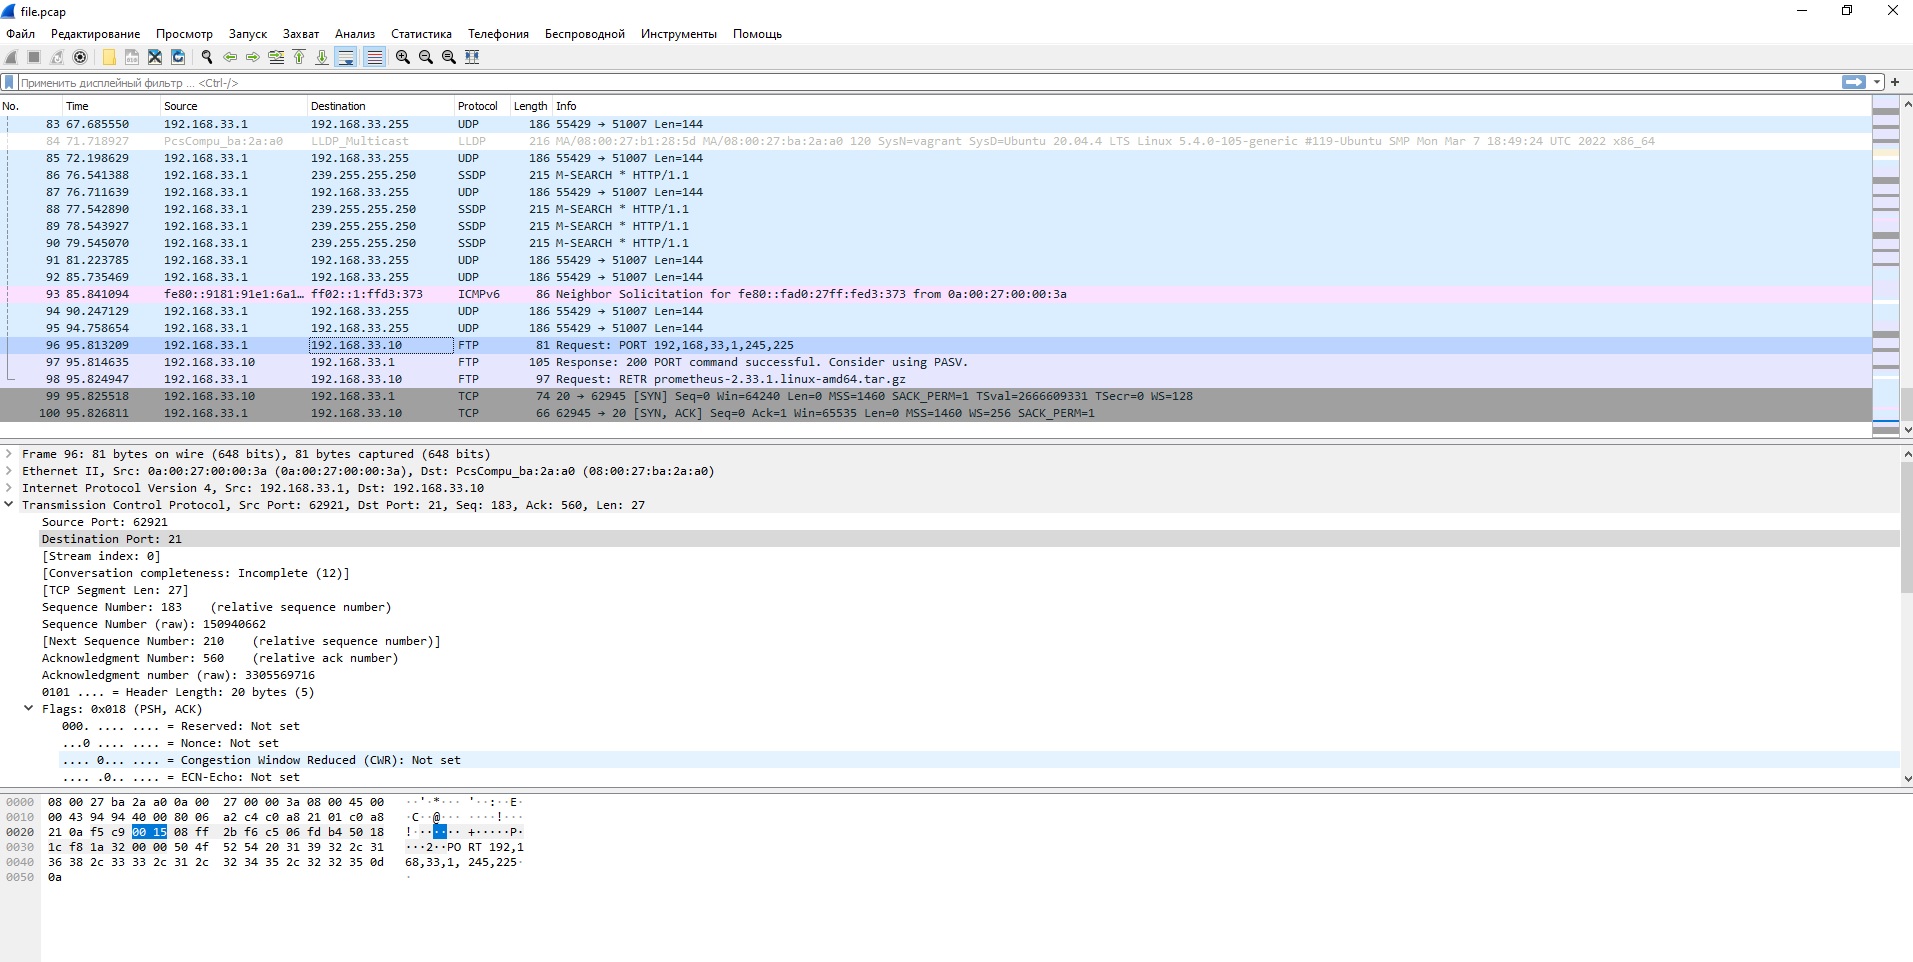 file.pcap
Файл Редактирование Просмотр Запуск Захват Анализ Статистика Телефония Беспроводной Инструменты Помощь
Применить дисплейный фильтр ... <Ctrl-/>
No. Time Source Destination Protocol Length Info
83 67.685550 192.168.33.1 192.168.33.255 UDP 186 55429 → 51007 Len=144
84 71.718927 PcsCompu_ba:2a:a0 LLDP_Multicast LLDP 216 MA/08:00:27:b1:28:5d MA/08:00:27:ba:2a:a0 120 SysN=vagrant SysD=Ubuntu 20.04.4 LTS Linux 5.4.0-105-generic #119-Ubuntu SMP Mon Mar 7 18:49:24 UTC 2022 x86_64
85 72.198629 192.168.33.1 192.168.33.255 UDP 186 55429 → 51007 Len=144
86 76.541388 192.168.33.1 239.255.255.250 SSDP 215 M-SEARCH * HTTP/1.1
87 76.711639 192.168.33.1 192.168.33.255 UDP 186 55429 → 51007 Len=144
88 77.542890 192.168.33.1 239.255.255.250 SSDP 215 M-SEARCH * HTTP/1.1
89 78.543927 192.168.33.1 239.255.255.250 SSDP 215 M-SEARCH * HTTP/1.1
90 79.545070 192.168.33.1 239.255.255.250 SSDP 215 M-SEARCH * HTTP/1.1
91 81.223785 192.168.33.1 192.168.33.255 UDP 186 55429 → 51007 Len=144
92 85.735469 192.168.33.1 192.168.33.255 UDP 186 55429 → 51007 Len=144
93 85.841094 fe80::9181:91e1:6a1… ff02::1:ffd3:373 ICMPv6 86 Neighbor Solicitation for fe80::fad0:27ff:fed3:373 from 0a:00:27:00:00:3a
94 90.247129 192.168.33.1 192.168.33.255 UDP 186 55429 → 51007 Len=144
95 94.758654 192.168.33.1 192.168.33.255 UDP 186 55429 → 51007 Len=144
96 95.813209 192.168.33.1 192.168.33.10 FTP 81 Request: PORT 192,168,33,1,245,225
97 95.814635 192.168.33.10 192.168.33.1 FTP 105 Response: 200 PORT command successful. Consider using PASV.
98 95.824947 192.168.33.1 192.168.33.10 FTP 97 Request: RETR prometheus-2.33.1.linux-amd64.tar.gz
99 95.825518 192.168.33.10 192.168.33.1 TCP 74 20 → 62945 [SYN] Seq=0 Win=64240 Len=0 MSS=1460 SACK_PERM=1 TSval=2666609331 TSecr=0 WS=128
100 95.826811 192.168.33.1 192.168.33.10 TCP 66 62945 → 20 [SYN, ACK] Seq=0 Ack=1 Win=65535 Len=0 MSS=1460 WS=256 SACK_PERM=1
Frame 96: 81 bytes on wire (648 bits), 81 bytes captured (648 bits)
Ethernet II, Src: 0a:00:27:00:00:3a (0a:00:27:00:00:3a), Dst: PcsCompu_ba:2a:a0 (08:00:27:ba:2a:a0)
Internet Protocol Version 4, Src: 192.168.33.1, Dst: 192.168.33.10
Transmission Control Protocol, Src Port: 62921, Dst Port: 21, Seq: 183, Ack: 560, Len: 27
Source Port: 62921
Destination Port: 21
[Stream index: 0]
[Conversation completeness: Incomplete (12)]
[TCP Segment Len: 27]
Sequence Number: 183 (relative sequence number)
Sequence Number (raw): 150940662
[Next Sequence Number: 210 (relative sequence number)]
Acknowledgment Number: 560 (relative ack number)
Acknowledgment number (raw): 3305569716
0101 .... = Header Length: 20 bytes (5)
Flags: 0x018 (PSH, ACK)
000. .... .... = Reserved: Not set
...0 .... .... = Nonce: Not set
.... 0... .... = Congestion Window Reduced (CWR): Not set
.... .0.. .... = ECN-Echo: Not set
0000 08 00 27 ba 2a a0 0a 00 27 00 00 3a 08 00 45 00 ··'·*··· '··:··E·
0010 00 43 94 94 40 00 80 06 a2 c4 c0 a8 21 01 c0 a8 ·C··@··· ····!···
0020 21 0a f5 c9 00 15 08 ff 2b f6 c5 06 fd b4 50 18 !······· +·····P·
0030 1c f8 1a 32 00 00 50 4f 52 54 20 31 39 32 2c 31 ···2··PO RT 192,1
0040 36 38 2c 33 33 2c 31 2c 32 34 35 2c 32 32 35 0d 68,33,1, 245,225·
0050 0a ·